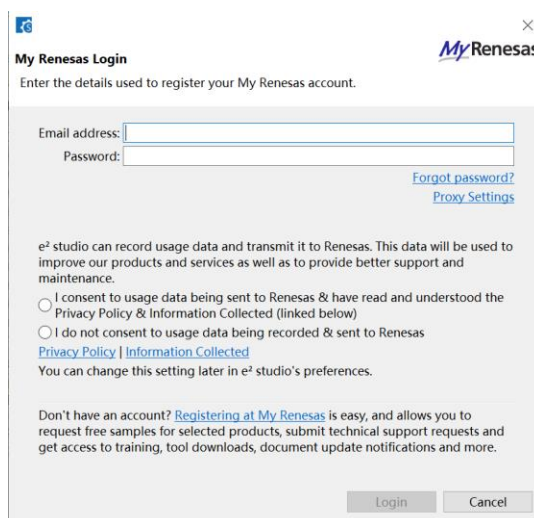 My Renesas Login
MyRenesas
Enter the details used to register your My Renesas account.
Email address:
Password:
Forgot password?
Proxy Settings
e² studio can record usage data and transmit it to Renesas. This data will be used to
improve our products and services as well as to provide better support and
maintenance.
I consent to usage data being sent to Renesas & have read and understood the
Privacy Policy & Information Collected (linked below)
I do not consent to usage data being recorded & sent to Renesas
Privacy Policy | Information Collected
You can change this setting later in e² studio's preferences.
Don't have an account? Registering at My Renesas is easy, and allows you to
request free samples for selected products, submit technical support requests and
get access to training, tool downloads, document update notifications and more.
Login Cancel